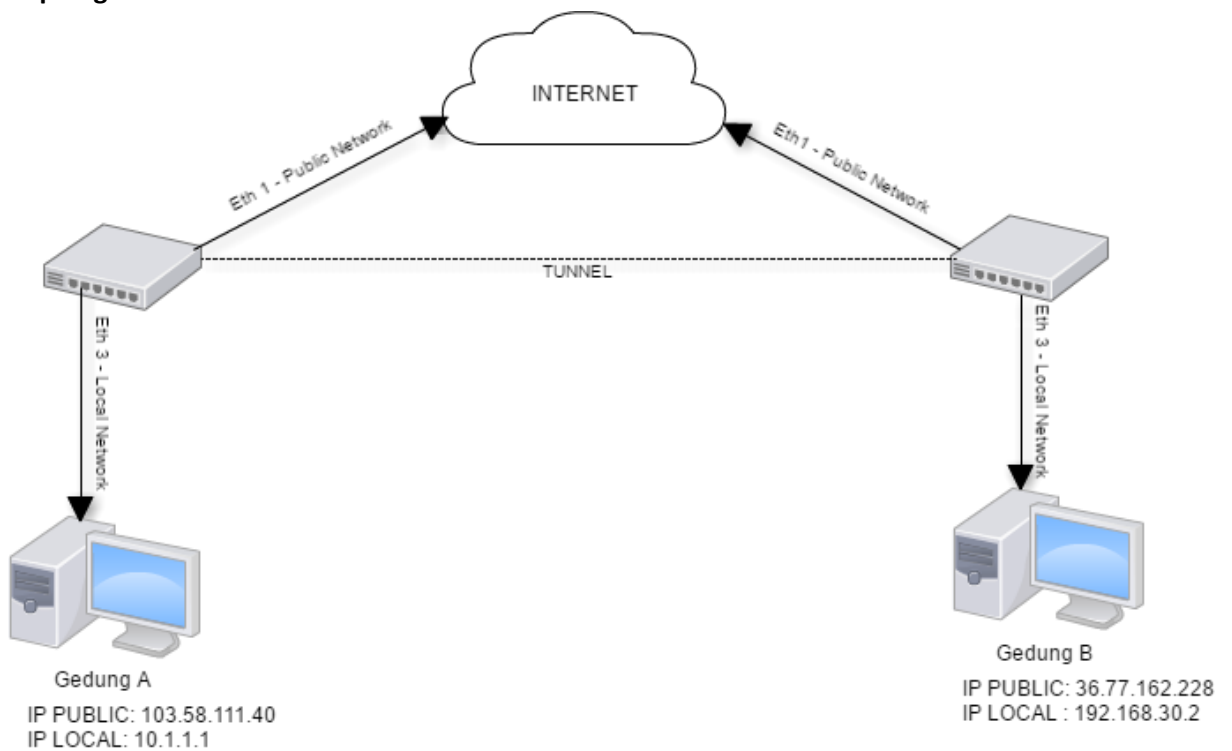 INTERNET
Eth 1 - Public Network
Eth1 - Public Network
TUNNEL
Eth 3 - Local Network
Eth 3 - Local Network
Gedung A
IP PUBLIC: 103.58.111.40
IP LOCAL: 10.1.1.1
Gedung B
IP PUBLIC: 36.77.162.228
IP LOCAL : 192.168.30.2